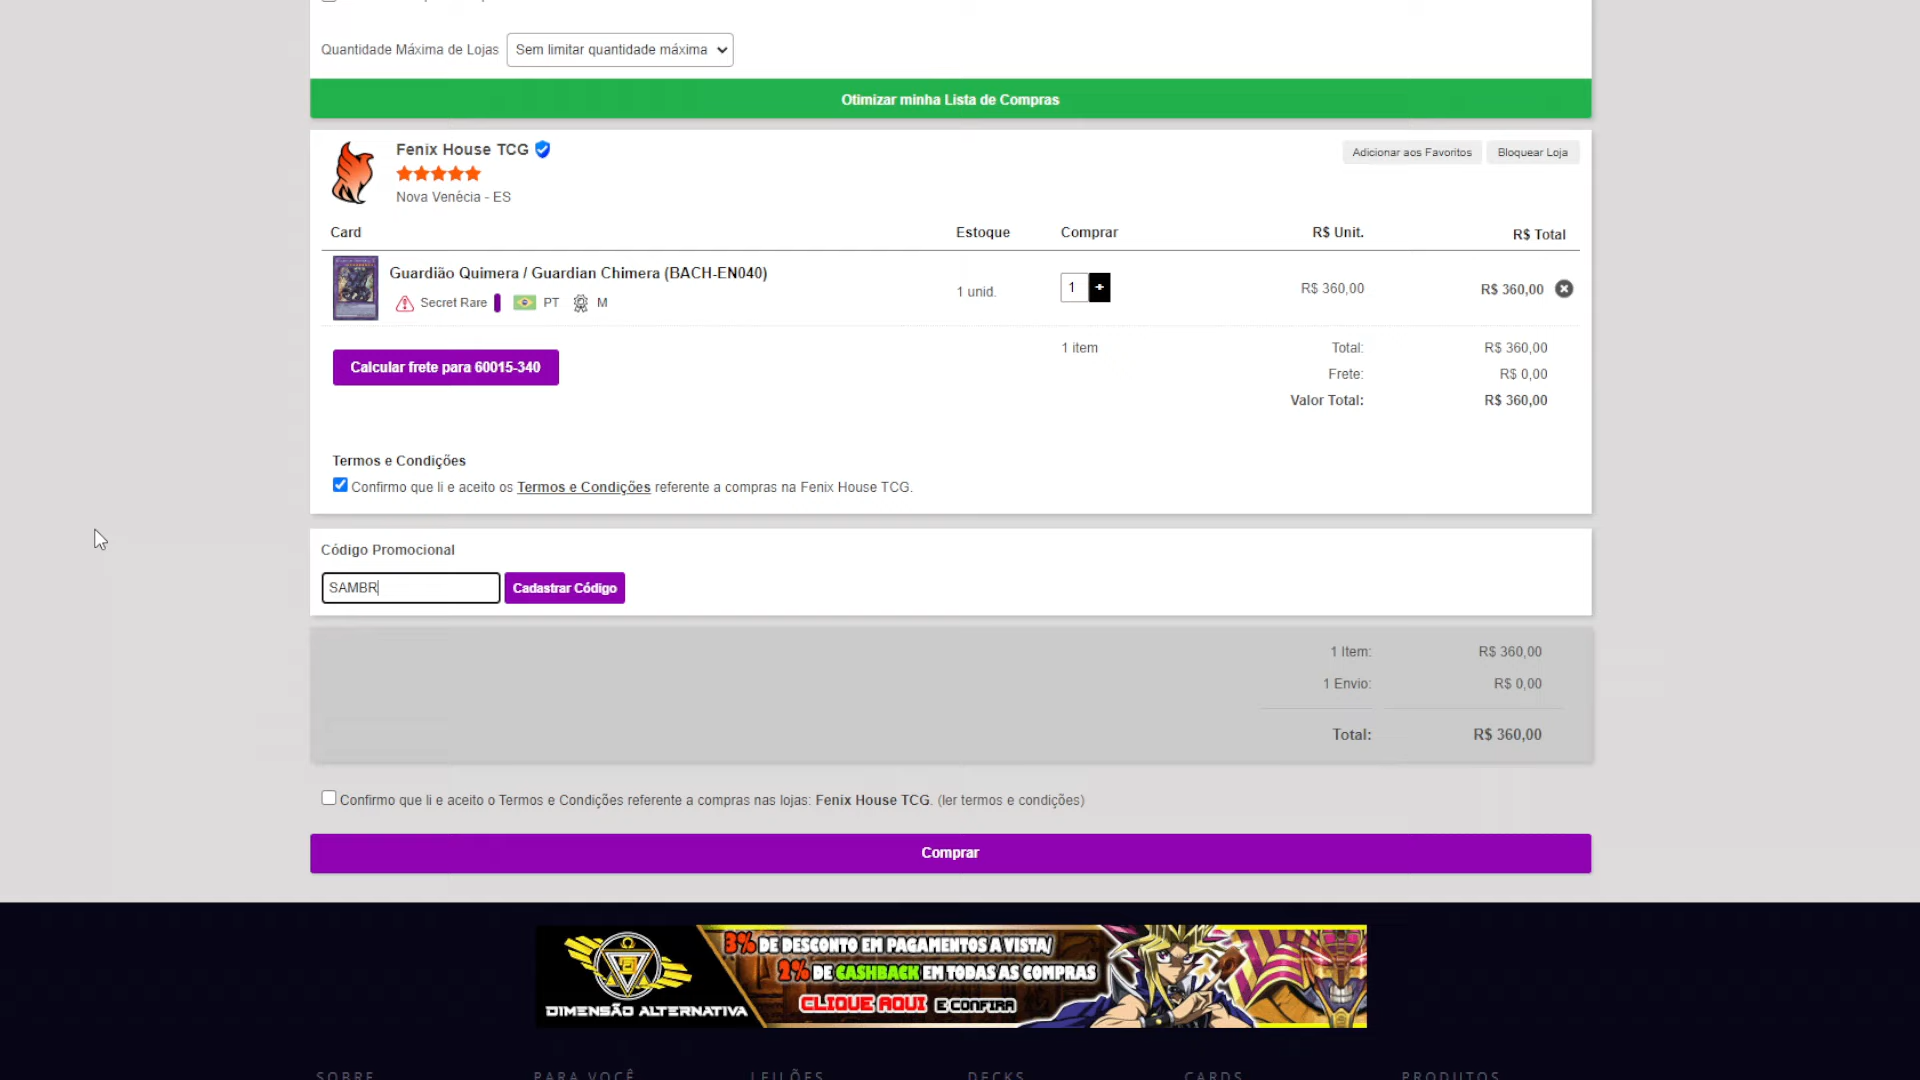 Quantidade Máxima de Lojas Sem limitar quantidade máxima
Otimizar minha Lista de Compras
Fenix House TCG
Adicionar aos Favoritos Bloquear Loja
Nova Venécia - ES
Card Estoque Comprar R$ Unit. R$ Total
Guardião Quimera / Guardian Chimera (BACH-EN040)
Secret Rare PT M
1 unid. 1 + R$ 360,00 R$ 360,00
1 item Total: R$ 360,00
Calcular frete para 60015-340
Frete: R$ 0,00
Valor Total: R$ 360,00
Termos e Condições
Confirmo que li e aceito os Termos e Condições referente a compras na Fenix House TCG.
Código Promocional
SAMBR Cadastrar Código
1 Item: R$ 360,00
1 Envio: R$ 0,00
Total: R$ 360,00
Confirmo que li e aceito o Termos e Condições referente a compras nas lojas: Fenix House TCG. (ler termos e condições)
Comprar
3% DE DESCONTO EM PAGAMENTOS A VISTA/
2% DE CASHBACK EM TODAS AS COMPRAS
CLIQUE AQUI E CONFIRA
DIMENSÃO ALTERNATIVA
SOBRE PARA VOCÊ LEILÕES DECKS CARDS PRODUTOS